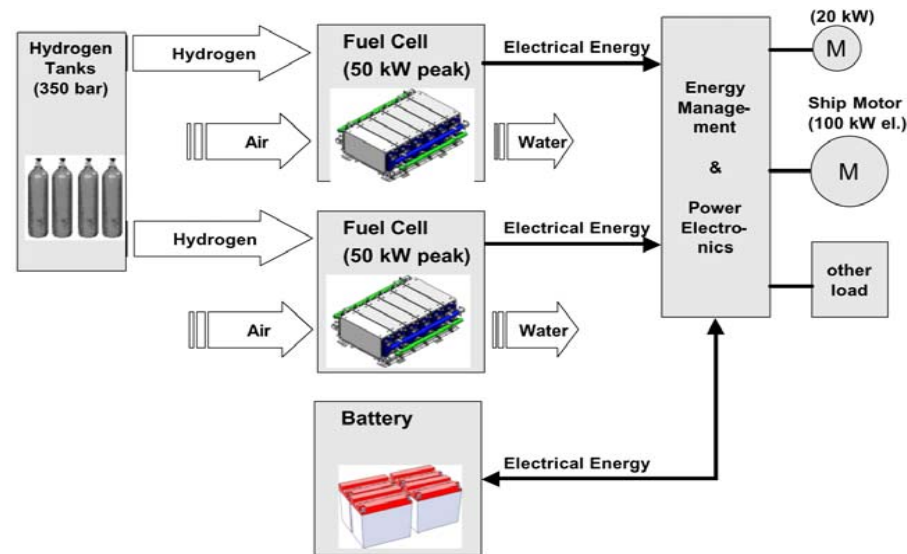 Hydrogen
Tanks
(350 bar)
Hydrogen
Fuel Cell
(50 kW peak)
Electrical Energy
Air
Water
Hydrogen
Fuel Cell
(50 kW peak)
Electrical Energy
Air
Water
Battery
Electrical Energy
Energy
Manage-
ment
&
Power
Electro-
nics
(20 kW)
M
Ship Motor
(100 kW el.)
M
other
load